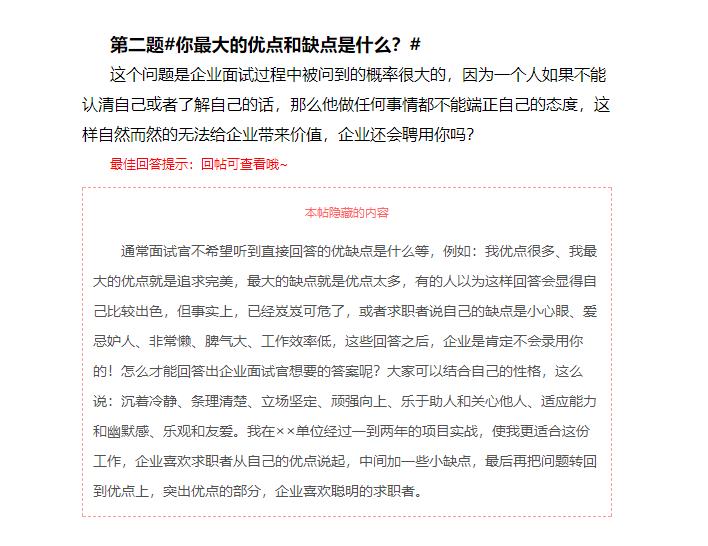 第二题#你最大的优点和缺点是什么？#
这个问题是企业面试过程中被问到的概率很大的，因为一个人如果不能
认清自己或者了解自己的话，那么他做任何事情都不能端正自己的态度，这
样自然而然的无法给企业带来价值，企业还会聘用你吗？
最佳回答提示：回帖可查看哦~
本帖隐藏的内容
通常面试官不希望听到直接回答的优缺点是什么等，例如：我优点很多、我最
大的优点就是追求完美，最大的缺点就是优点太多，有的人以为这样回答会显得自
己比较出色，但事实上，已经岌岌可危了，或者求职者说自己的缺点是小心眼、爱
忌妒人、非常懒、脾气大、工作效率低，这些回答之后，企业是肯定不会录用你
的！怎么才能回答出企业面试官想要的答案呢？大家可以结合自己的性格，这么
说：沉着冷静、条理清楚、立场坚定、顽强向上、乐于助人和关心他人、适应能力
和幽默感、乐观和友爱。我在××单位经过一到两年的项目实战，使我更适合这份
工作，企业喜欢求职者从自己的优点说起，中间加一些小缺点，最后再把问题转回
到优点上，突出优点的部分，企业喜欢聪明的求职者。